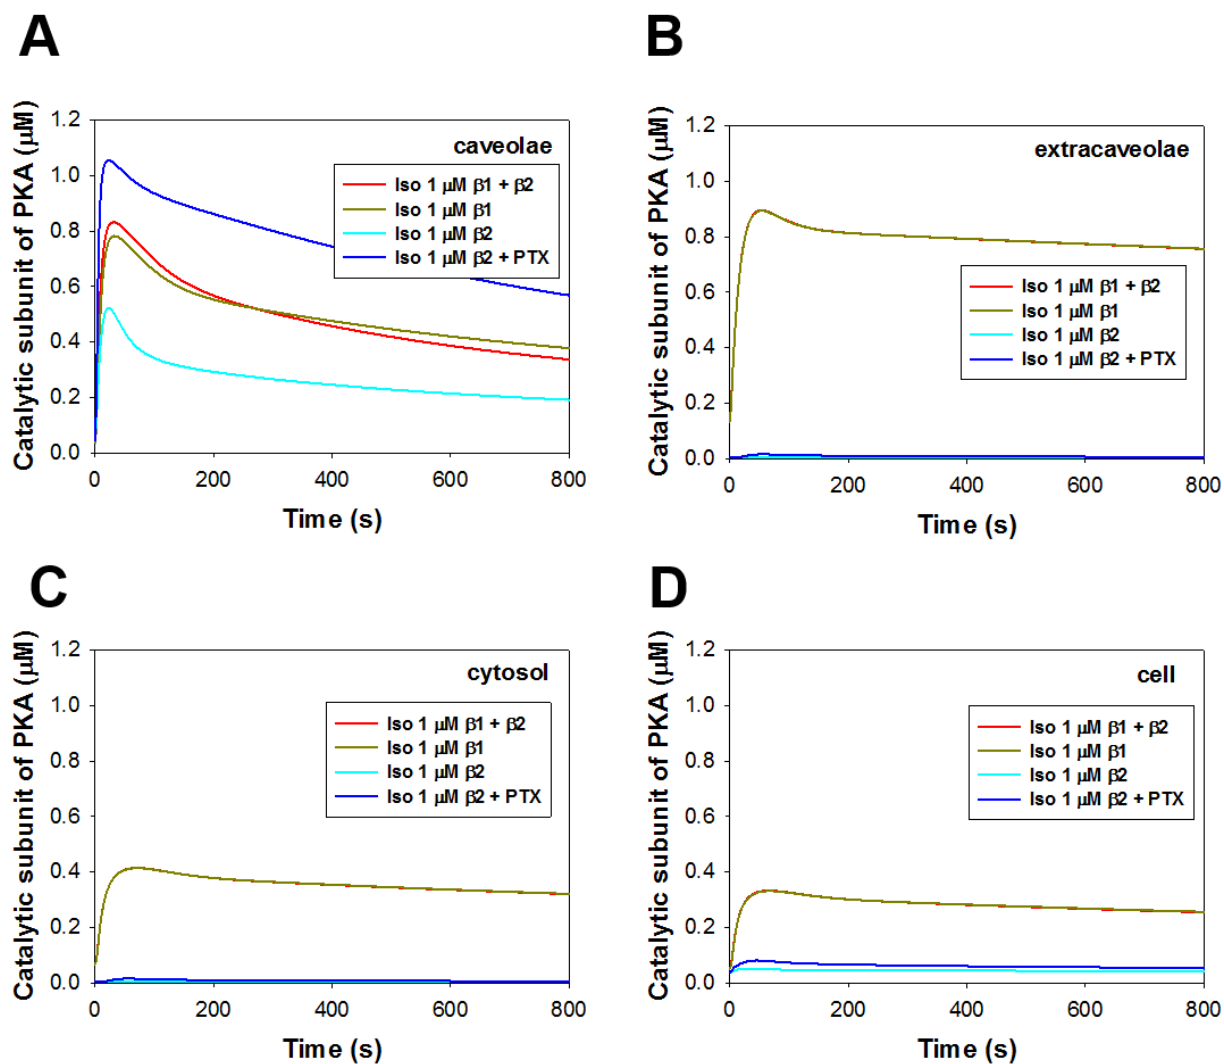 A
Catalytic subunit of PKA (μM)
1.2
1.0
0.8
0.6
0.4
0.2
0.0
caveolae
Iso 1 μM β1 + β2
Iso 1 μM β1
Iso 1 μM β2
Iso 1 μM β2 + PTX
0 200 400 600 800
Time (s)
B
Catalytic subunit of PKA (μM)
1.2
1.0
0.8
0.6
0.4
0.2
0.0
extracaveolae
Iso 1 μM β1 + β2
Iso 1 μM β1
Iso 1 μM β2
Iso 1 μM β2 + PTX
0 200 400 600 800
Time (s)
C
Catalytic subunit of PKA (μM)
1.2
1.0
0.8
0.6
0.4
0.2
0.0
cytosol
Iso 1 μM β1 + β2
Iso 1 μM β1
Iso 1 μM β2
Iso 1 μM β2 + PTX
0 200 400 600 800
Time (s)
D
Catalytic subunit of PKA (μM)
1.2
1.0
0.8
0.6
0.4
0.2
0.0
cell
Iso 1 μM β1 + β2
Iso 1 μM β1
Iso 1 μM β2
Iso 1 μM β2 + PTX
0 200 400 600 800
Time (s)